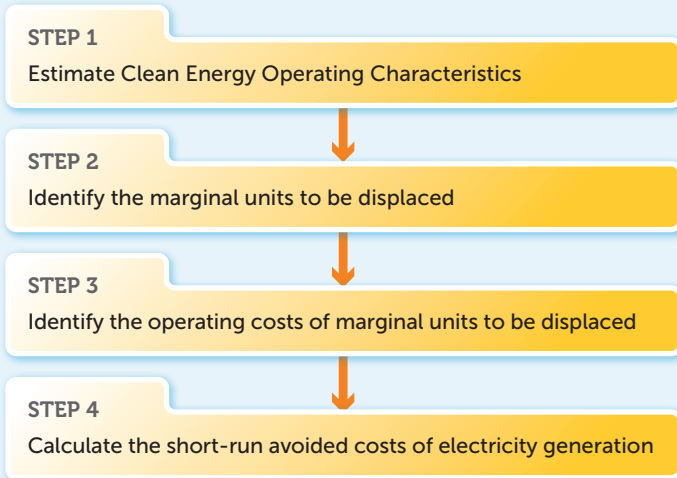 STEP 1
Estimate Clean Energy Operating Characteristics
STEP 2
Identify the marginal units to be displaced
STEP 3
Identify the operating costs of marginal units to be displaced
STEP 4
Calculate the short-run avoided costs of electricity generation